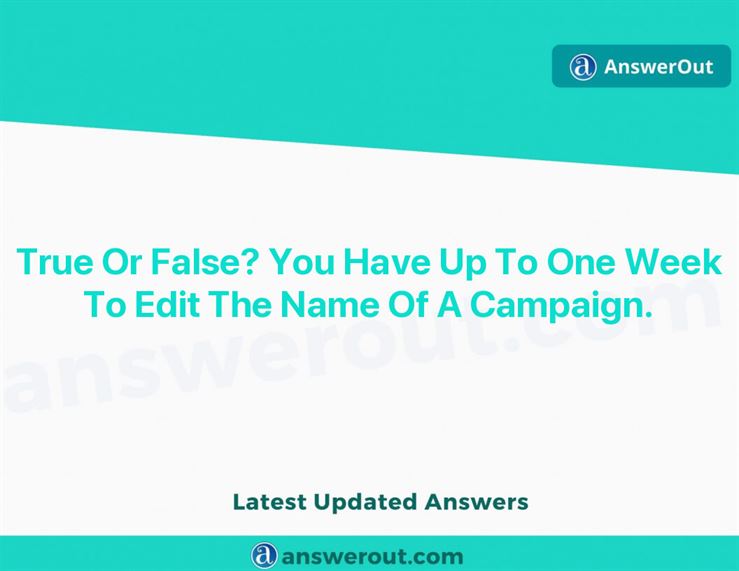 a AnswerOut
True Or False? You Have Up To One Week
To Edit The Name Of A Campaign.
answerout.com
Latest Updated Answers
a answerout.com